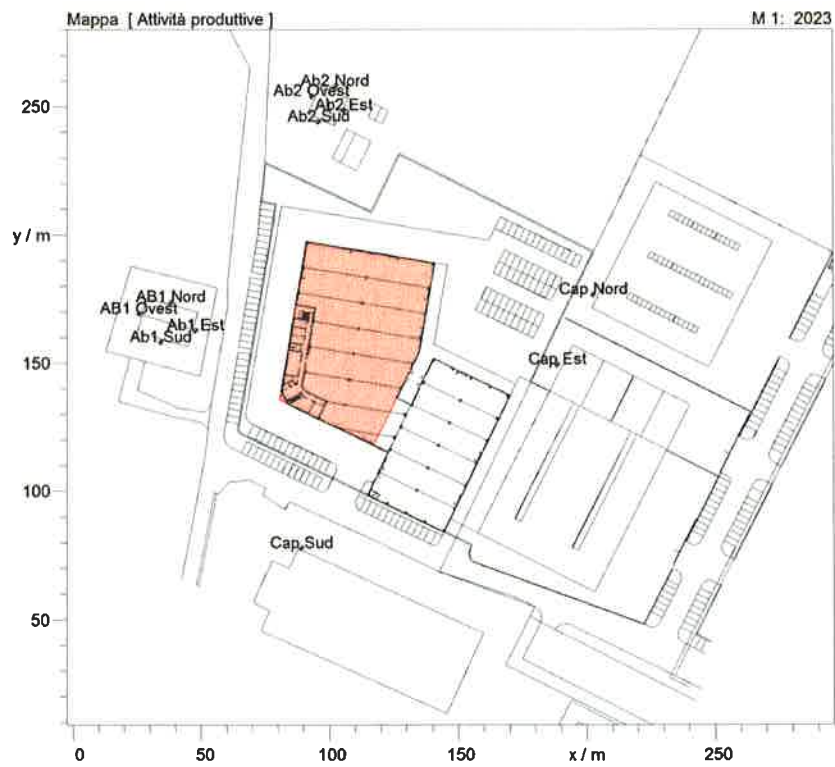 Mappa [ Attività produttive ]
M 1: 2023
Ab2 Nord
Ab2 Ovest
Ab2 Est
Ab2 Sud
250
y / m
AB1 Nord
AB1 Ovest
Ab1 Est
Ab1 Sud
Cap Nord
Cap Est
150
100
Cap Sud
50
0
50
100
150
x / m
250